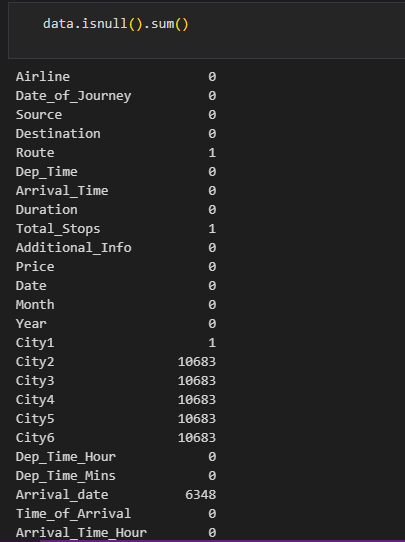 data.isnull().sum()
Airline 0
Date_of_Journey 0
Source 0
Destination 0
Route 1
Dep_Time 0
Arrival_Time 0
Duration 0
Total_Stops 1
Additional_Info 0
Price 0
Date 0
Month 0
Year 0
City1 1
City2 10683
City3 10683
City4 10683
City5 10683
City6 10683
Dep_Time_Hour 0
Dep_Time_Mins 0
Arrival_date 6348
Time_of_Arrival 0
Arrival_Time_Hour 0